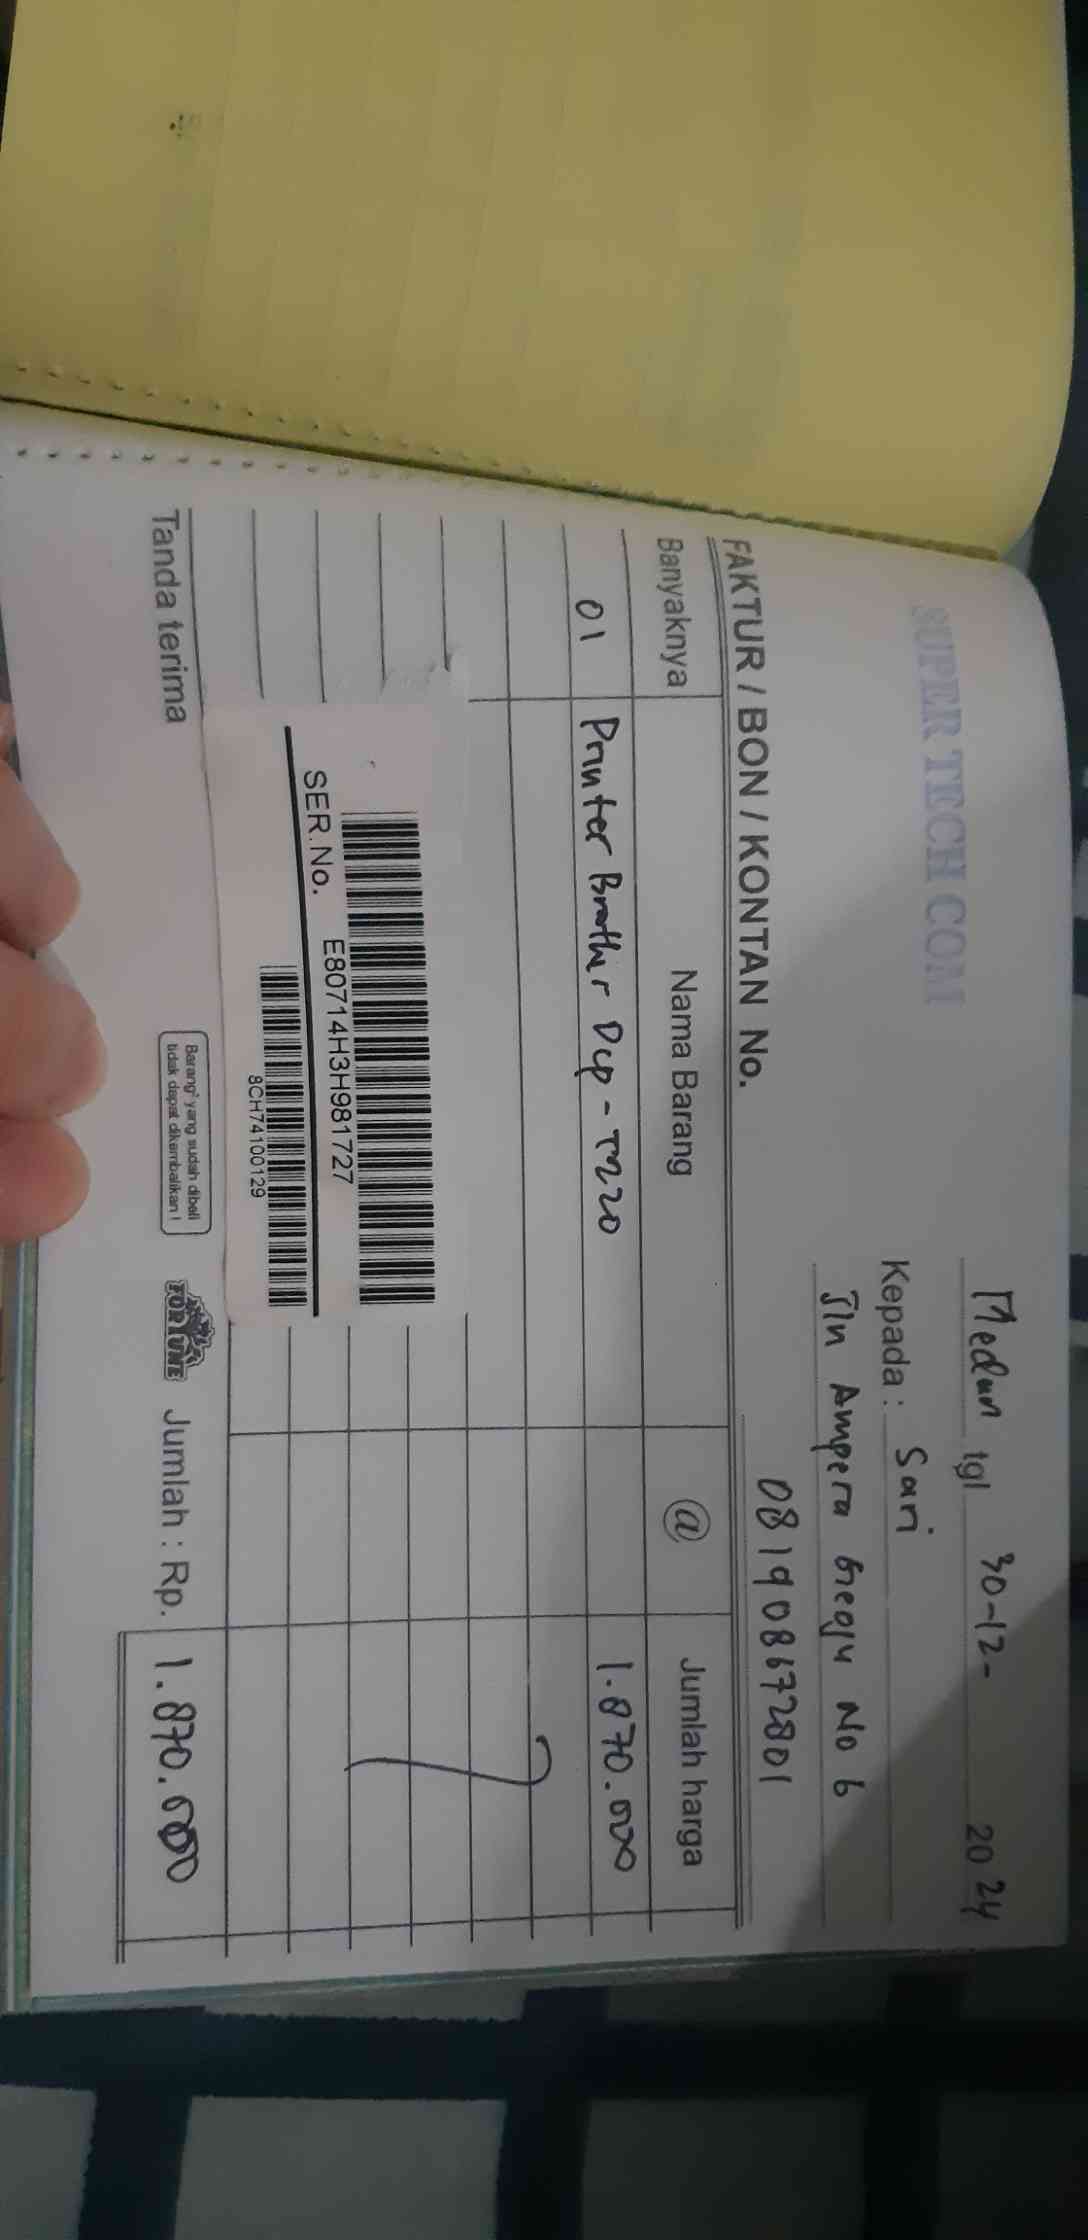 SUPER TECH COM
Medan tgl 30-12- 2024
Kepada : Sari
Jln Ampera No 6
081908672801
FAKTUR / BON / KONTAN No.
Banyaknya Nama Barang @ Jumlah harga
01 Printer Brother Dcp-T220 1.870.000
SER.No. E80714H3H981727
8CH74100129
Tanda terima
Barang² yang sudah dibeli
tidak dapat dikembalikan !
FORTUNE
Jumlah : Rp. 1.870.000